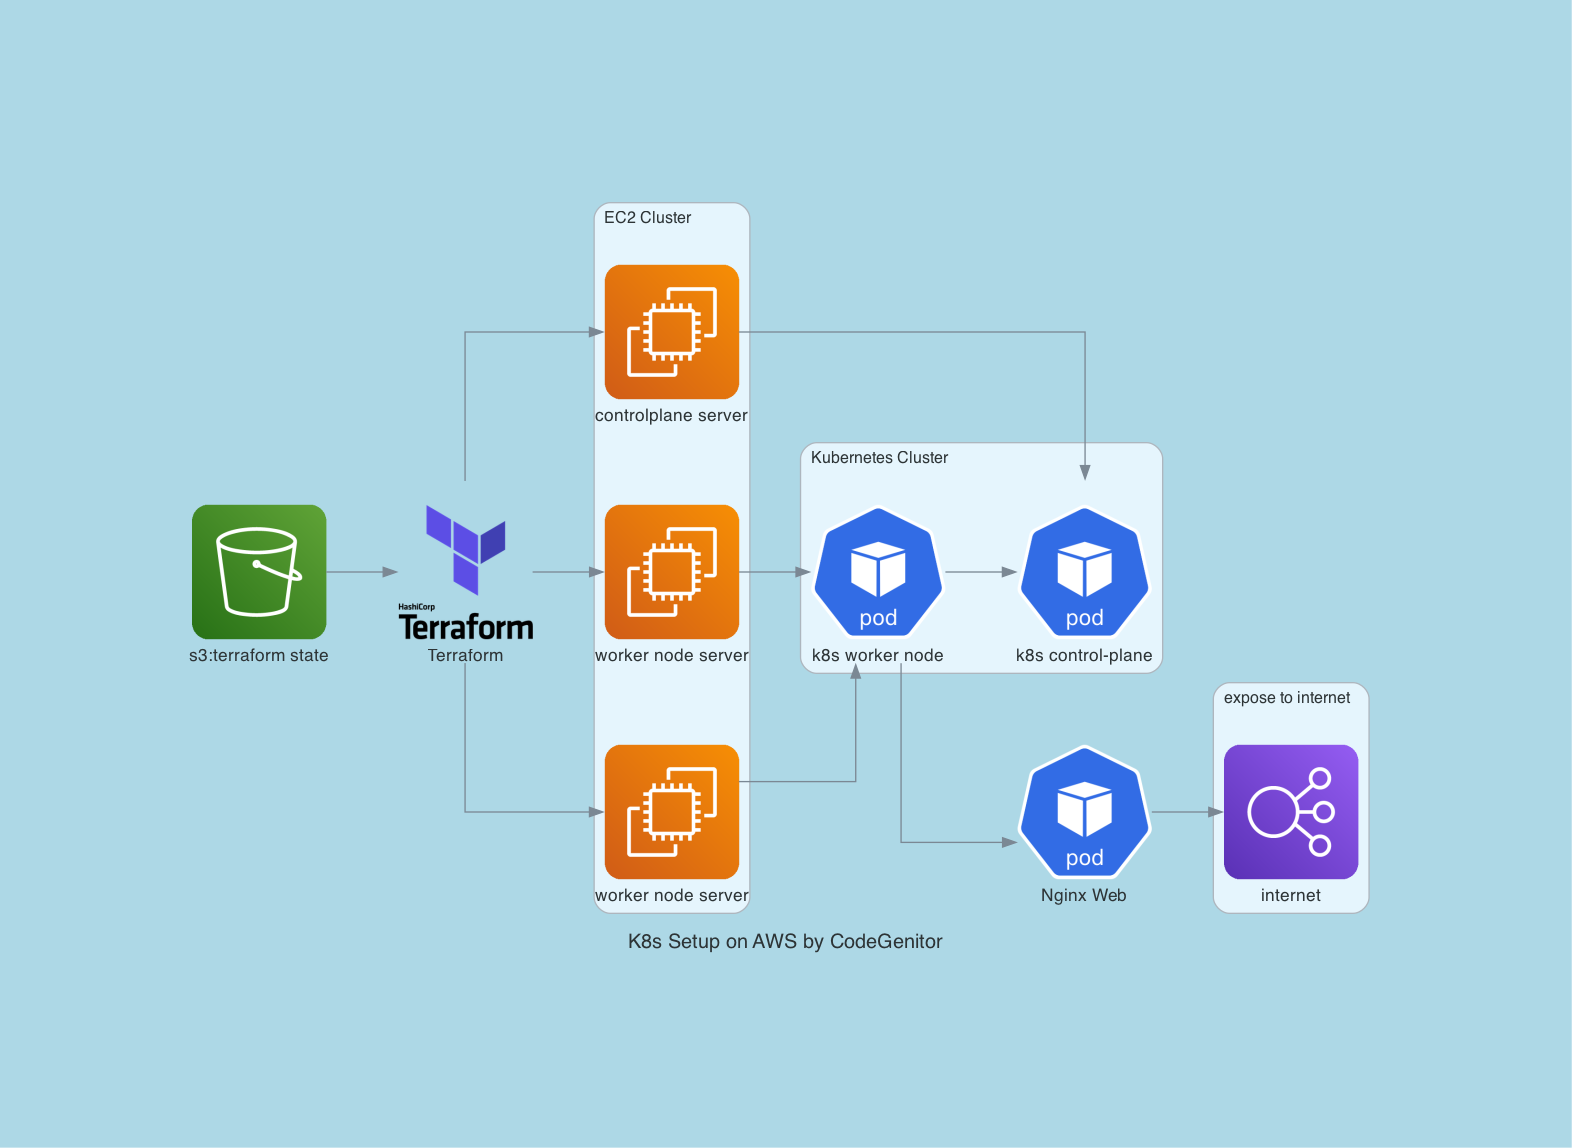 EC2 Cluster
controlplane server
Kubernetes Cluster
HashiCorp
Terraform
pod
pod
s3:terraform state
Terraform
worker node server
k8s worker node
k8s control-plane
expose to internet
pod
worker node server
Nginx Web
internet
K8s Setup on AWS by CodeGenitor